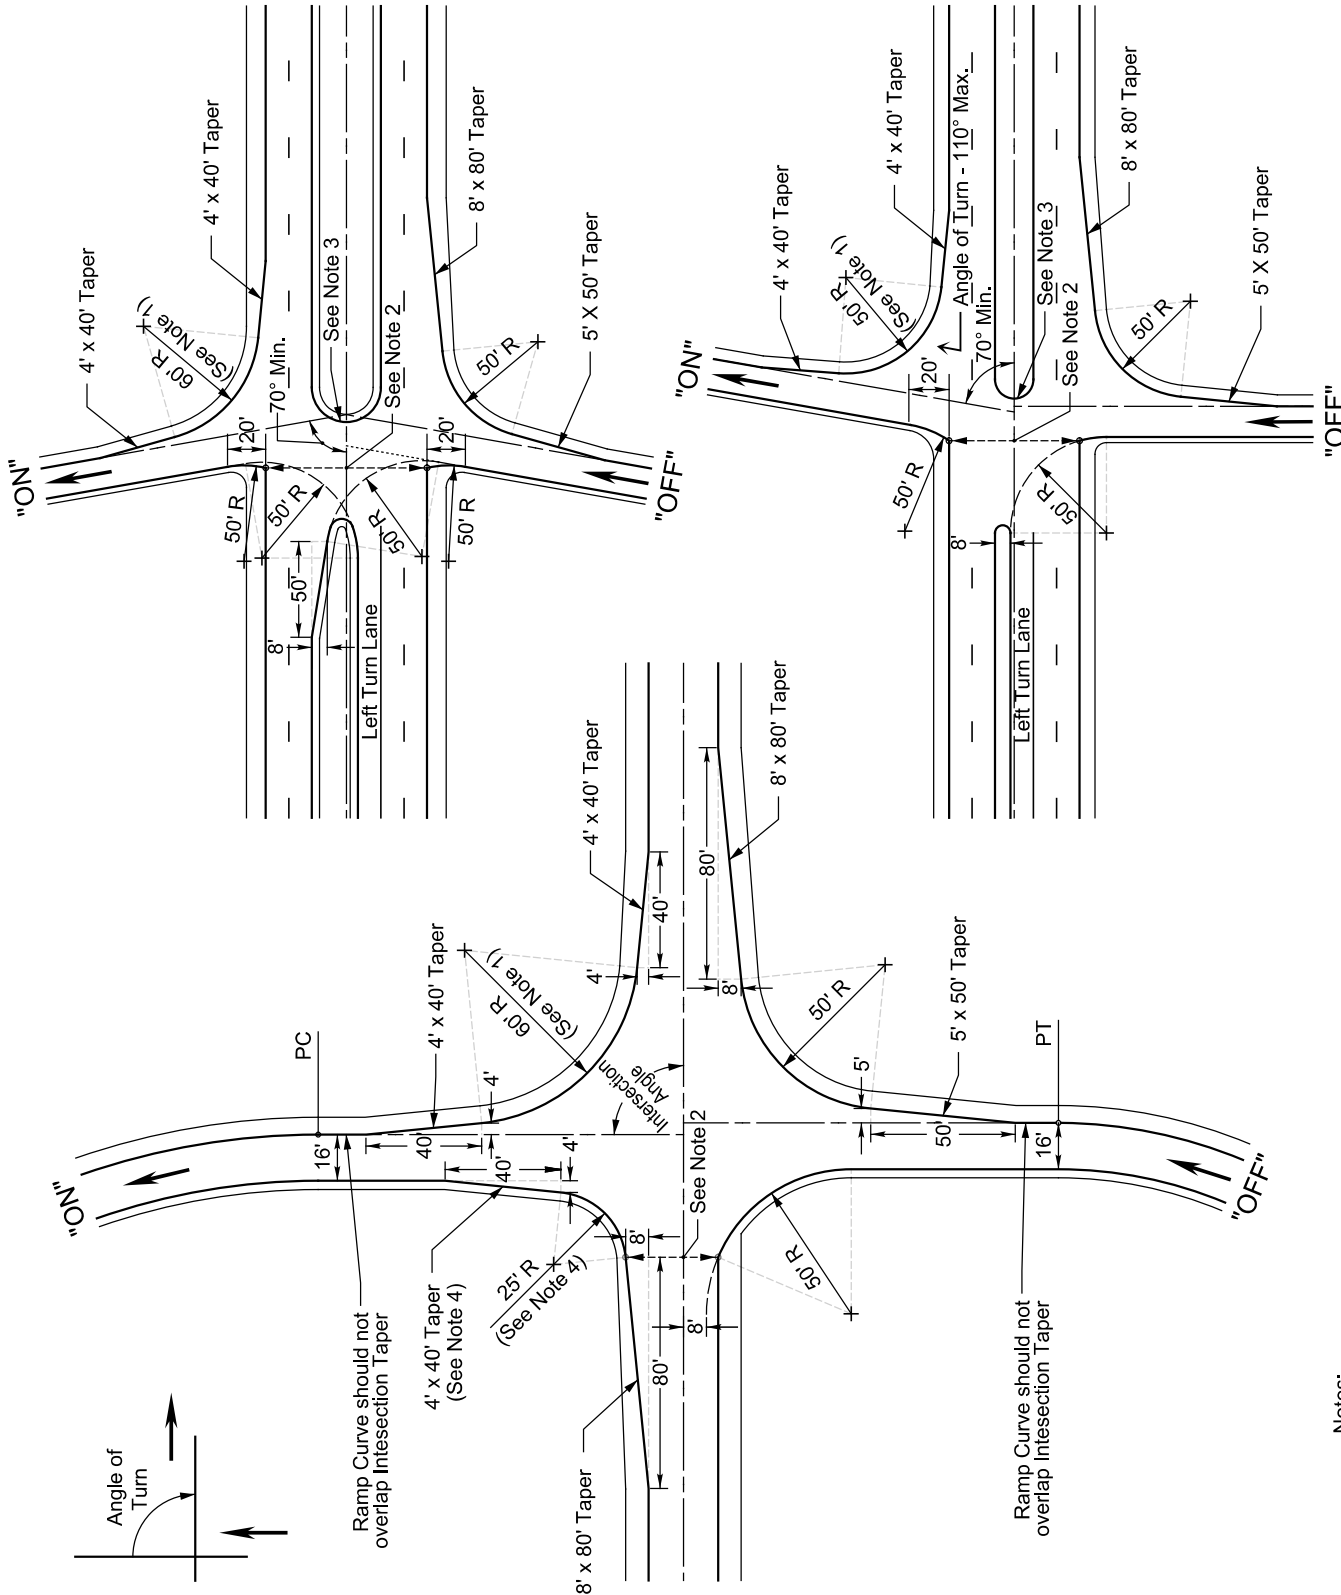 "ON"
4' x 40' Taper
4' x 40' Taper
60' R
(See Note 1)
20'
70° Min.
See Note 3
50' R
50' R
50'
8'
Left Turn Lane
See Note 2
8' x 80' Taper
50' R
50' R
20'
50' R
5' X 50' Taper
"OFF"
"ON"
4' x 40' Taper
4' x 40' Taper
50' R
(See Note 1)
20'
Angle of Turn - 110° Max.
70° Min.
50' R
See Note 3
See Note 2
8'
Left Turn Lane
50' R
50' R
8' x 80' Taper
5' X 50' Taper
"OFF"
Angle of
Turn
"ON"
PC
16'
Ramp Curve should not
overlap Intesection Taper
40'
4'
4' x 40' Taper
60' R
(See Note 1)
4' x 40' Taper
(See Note 4)
40'
4'
25' R
(See Note 4)
4' x 40' Taper
4'
40'
8' x 80' Taper
8'
80'
Intersection
Angle
See Note 2
8'
80'
8'
8' x 80' Taper
50' R
50' R
5'
50'
5' x 50' Taper
PT
16'
Ramp Curve should not
overlap Intesection Taper
"OFF"